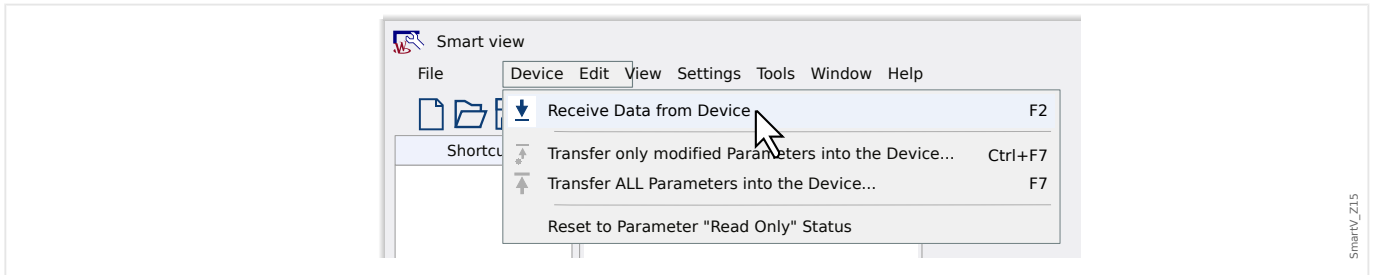 Smart view
File Device Edit View Settings Tools Window Help
Receive Data from Device F2
Shortcu
Transfer only modified Parameters into the Device... Ctrl+F7
Transfer ALL Parameters into the Device... F7
Reset to Parameter "Read Only" Status
SmartV_Z15